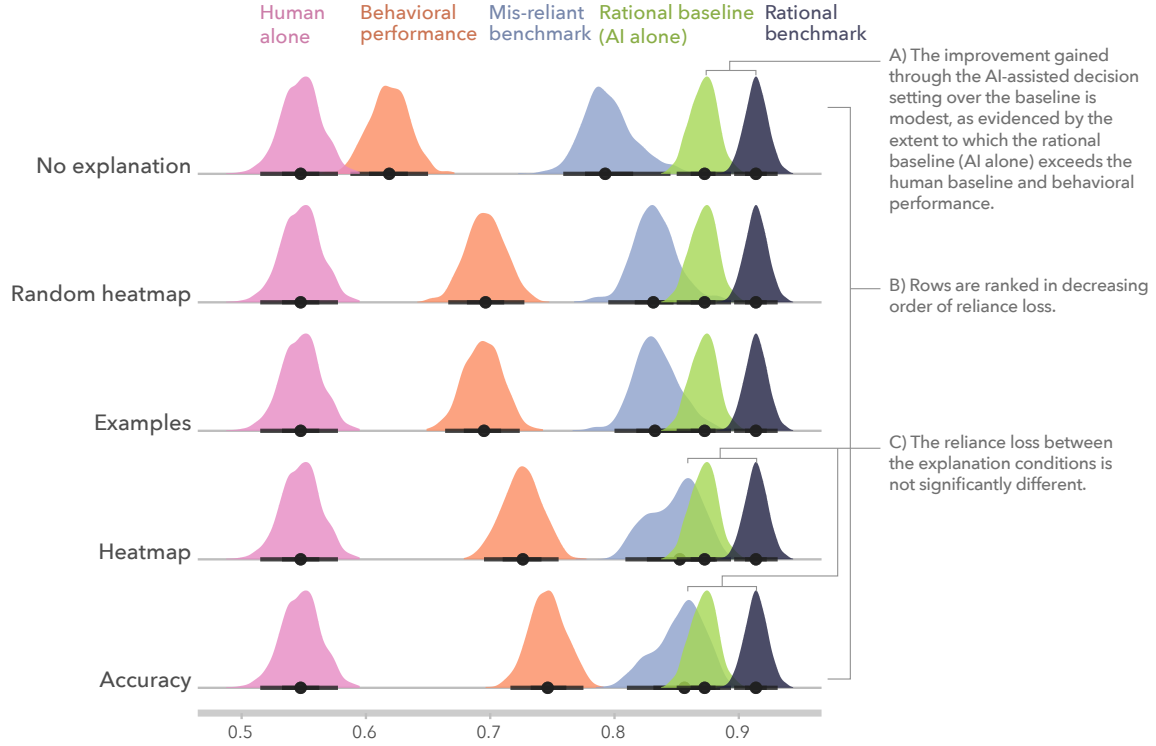 Human
alone
Behavioral
performance
Mis-reliant
benchmark
Rational baseline
(AI alone)
Rational
benchmark
A) The improvement gained
through the AI-assisted decision
setting over the baseline is
modest, as evidenced by the
extent to which the rational
baseline (AI alone) exceeds the
human baseline and behavioral
performance.
No explanation
Random heatmap
B) Rows are ranked in decreasing
order of reliance loss.
Examples
C) The reliance loss between
the explanation conditions is
not significantly different.
Heatmap
Accuracy
0.5 0.6 0.7 0.8 0.9